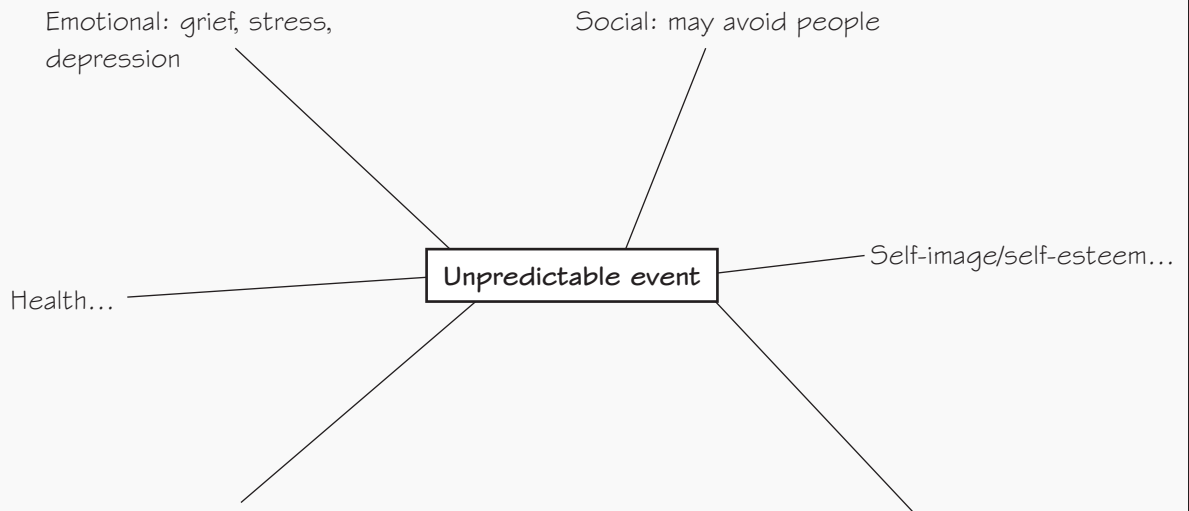 Emotional: grief, stress,
depression
Social: may avoid people
Self-image/self-esteem...
Unpredictable event
Health...